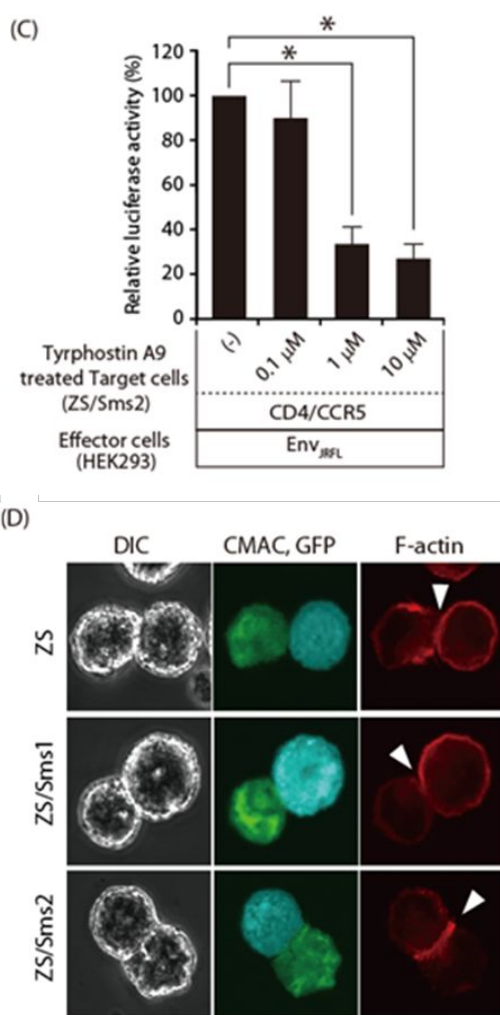 (C)
*
*
Relative luciferase activity (%)
120
100
80
60
40
20
0
(-)
0.1 μM
1 μM
10 μM
Tyrphostin A9
treated Target cells
(ZS/Sms2)
CD4/CCR5
Effector cells
(HEK293)
EnvJRFL
(D)
DIC
CMAC, GFP
F-actin
ZS
ZS/Sms1
ZS/Sms2